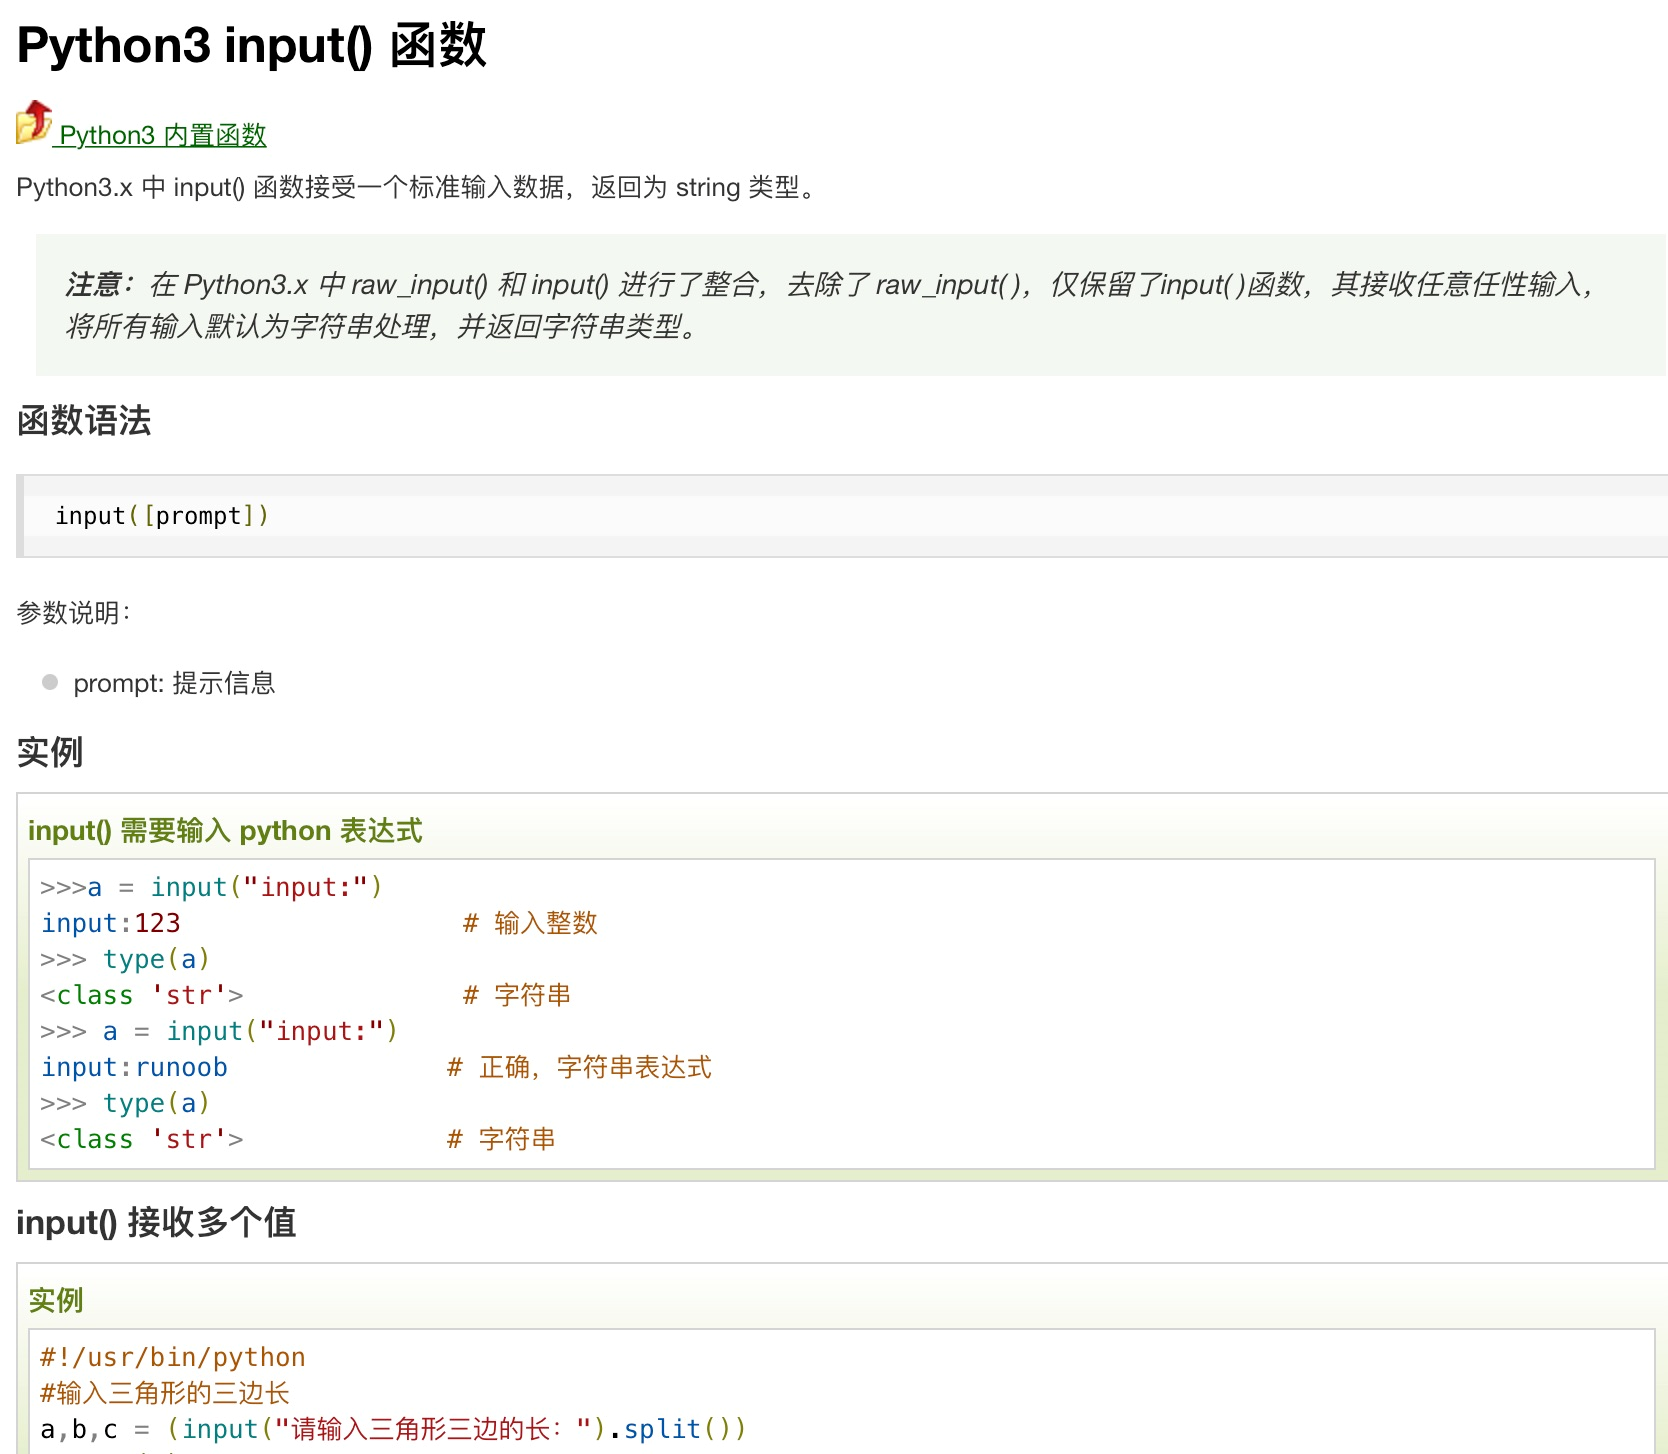 Python3 input() 函数
Python3 内置函数
Python3.x 中 input() 函数接受一个标准输入数据，返回为 string 类型。
注意：在 Python3.x 中 raw_input() 和 input() 进行了整合，去除了 raw_input( )，仅保留了input( )函数，其接收任意任性输入，
将所有输入默认为字符串处理，并返回字符串类型。
函数语法
input([prompt])
参数说明：
prompt: 提示信息
实例
input() 需要输入 python 表达式
>>>a = input("input:")
input:123                  # 输入整数
>>> type(a)
<class 'str'>              # 字符串
>>> a = input("input:")
input:runoob              # 正确，字符串表达式
>>> type(a)
<class 'str'>             # 字符串
input() 接收多个值
实例
#!/usr/bin/python
#输入三角形的三边长
a,b,c = (input("请输入三角形三边的长：").split())